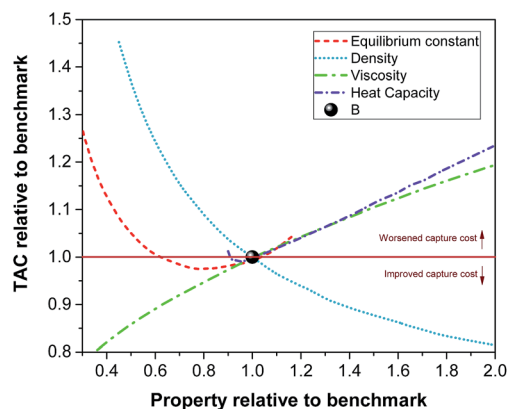 1.5
1.4
1.3
1.2
1.1
1.0
0.9
0.8
TAC relative to benchmark
Equilibrium constant
Density
Viscosity
Heat Capacity
B
Worsened capture cost
Improved capture cost
0.4 0.6 0.8 1.0 1.2 1.4 1.6 1.8 2.0
Property relative to benchmark